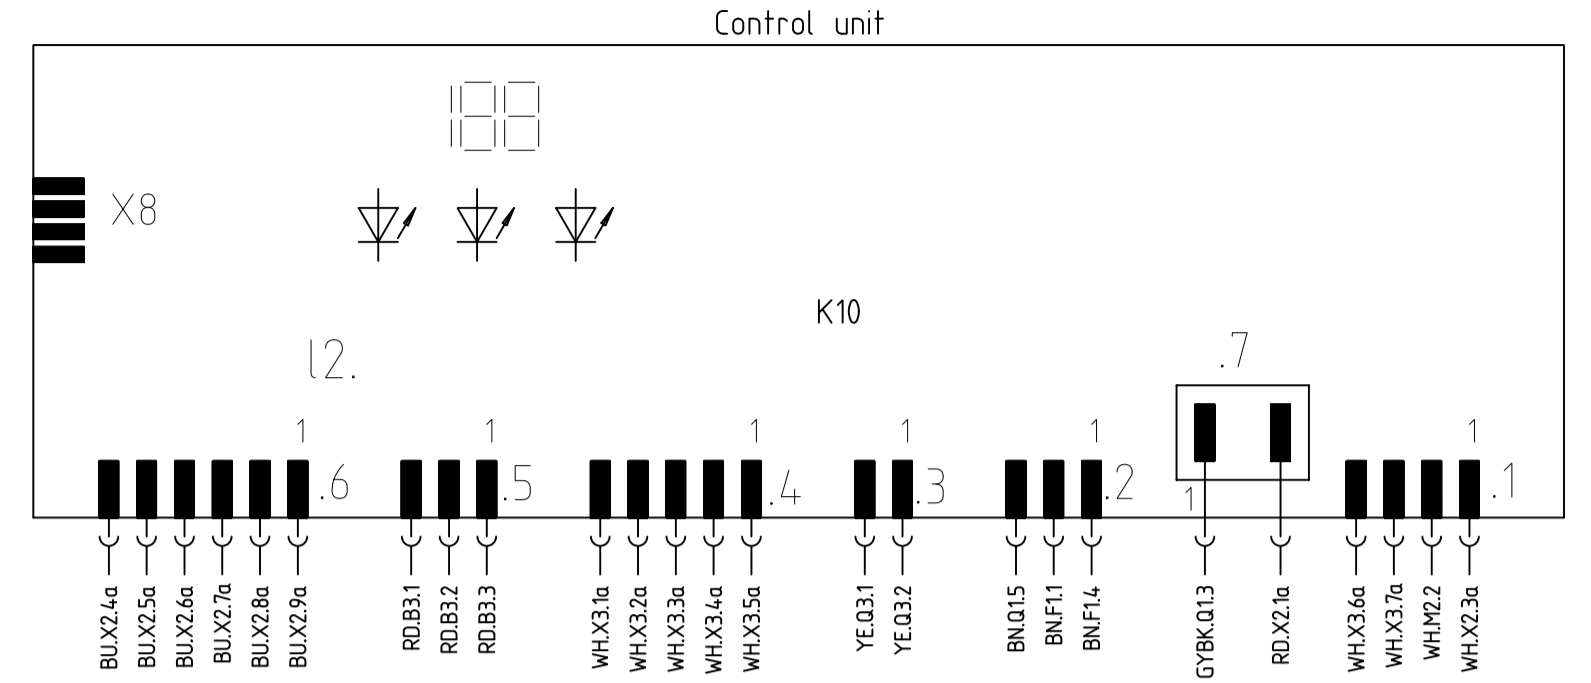 Control unit
188
X8
K10
l2.
.7
1
1
1
1
1
1
.6
.5
.4
.3
.2
1
.1
BU.X2.4a
BU.X2.5a
BU.X2.6a
BU.X2.7a
BU.X2.8a
BU.X2.9a
RD.B3.1
RD.B3.2
RD.B3.3
WH.X3.1a
WH.X3.2a
WH.X3.3a
WH.X3.4a
WH.X3.5a
YE.Q3.1
YE.Q3.2
BN.Q1.5
BN.F1.1
BN.F1.4
GYBK.Q1.3
RD.X2.1a
WH.X3.6a
WH.X3.7a
WH.M2.2
WH.X2.3a